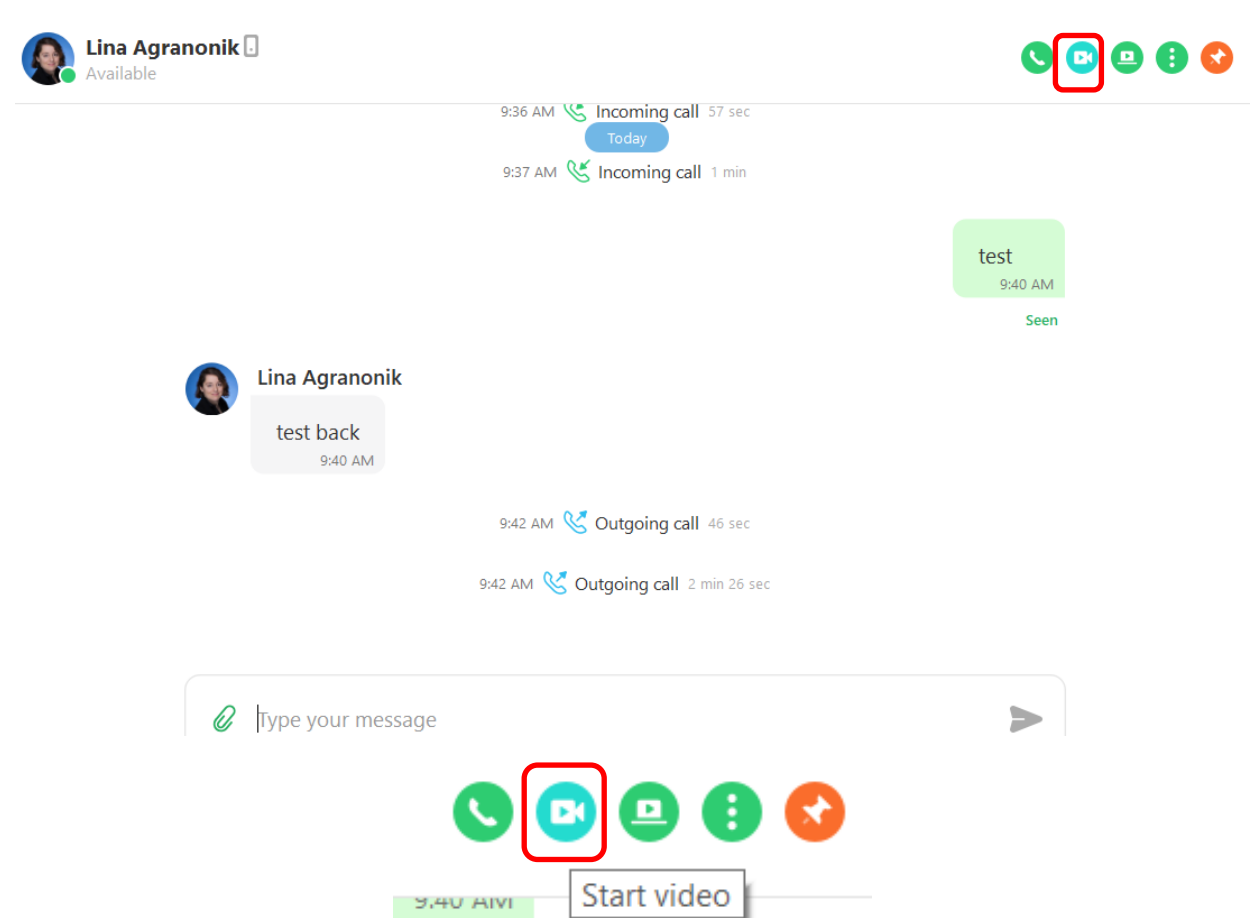 Lina Agranonik
Available
9:36 AM Incoming call 57 sec
Today
9:37 AM Incoming call 1 min
test
9:40 AM
Seen
Lina Agranonik
test back
9:40 AM
9:42 AM Outgoing call 46 sec
9:42 AM Outgoing call 2 min 26 sec
Type your message
Start video
9:40 AM